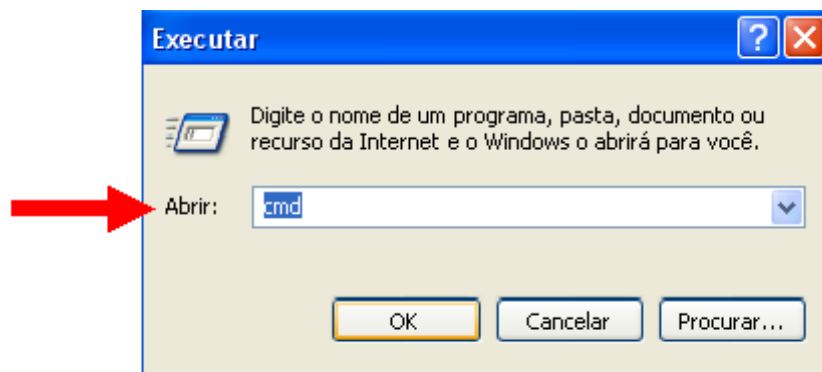 Executar
Digite o nome de um programa, pasta, documento ou
recurso da Internet e o Windows o abrirá para você.
Abrir: cmd
OK Cancelar Procurar...